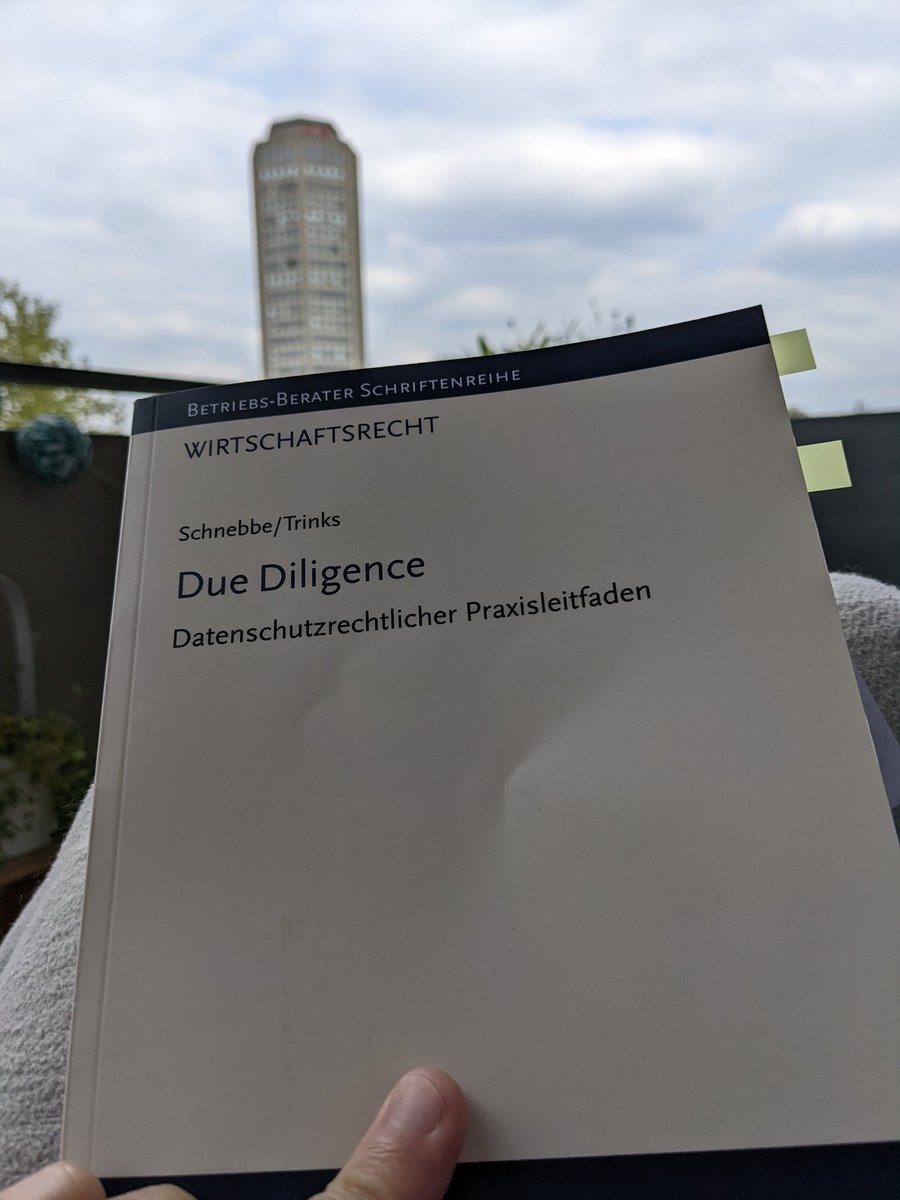 BETRIEBS-BERATER SCHRIFTENREIHE
WIRTSCHAFTSRECHT
Schnebbe/Trinks
Due Diligence
Datenschutzrechtlicher Praxisleitfaden